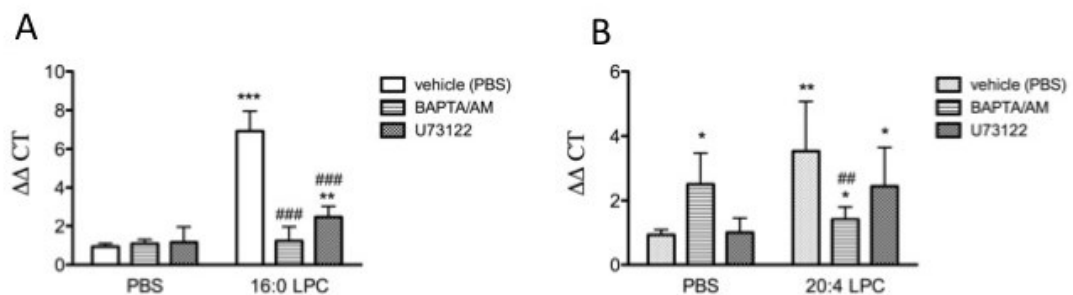 A
ΔΔ CT
10
8
6
4
2
0
***
###
###
**
PBS
16:0 LPC
vehicle (PBS)
BAPTA/AM
U73122
B
ΔΔ CT
6
4
2
0
*
**
##
*
*
PBS
20:4 LPC
vehicle (PBS)
BAPTA/AM
U73122